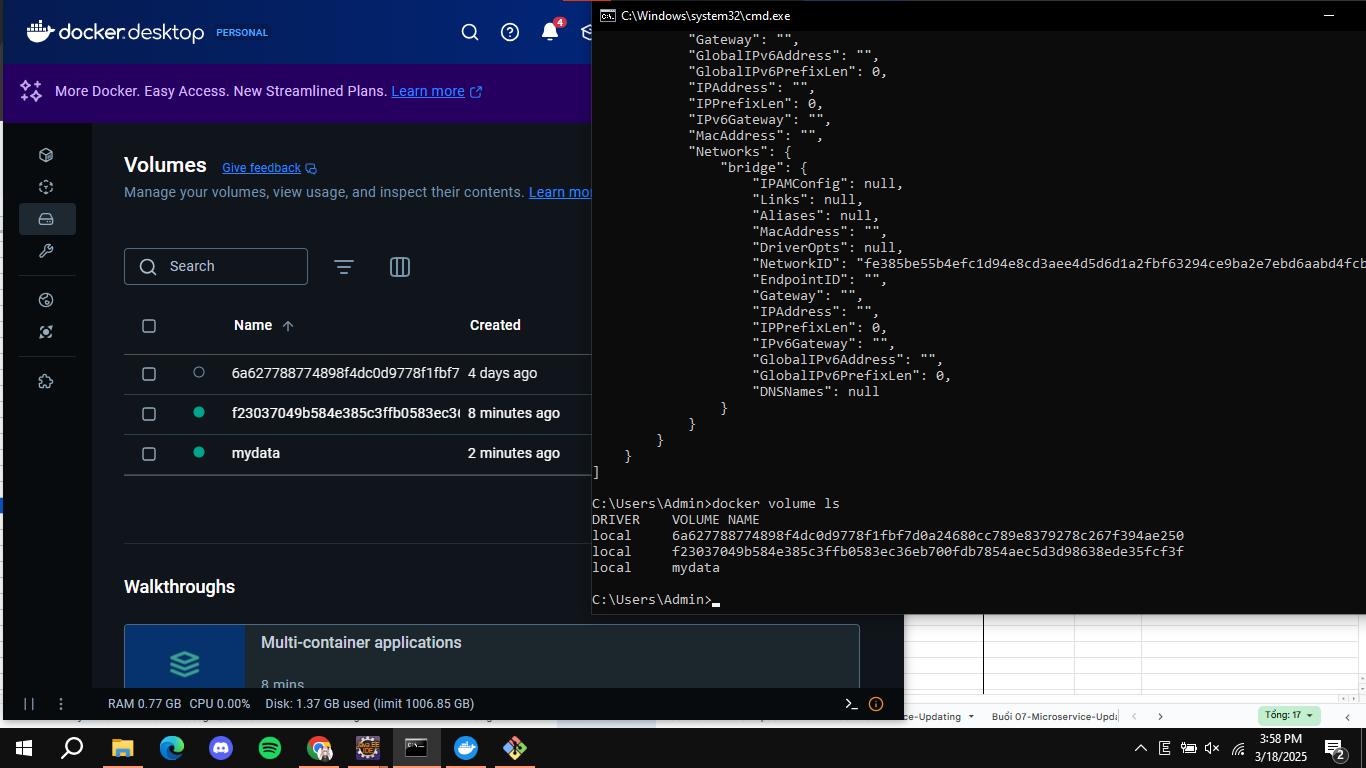 docker.desktop PERSONAL
4
More Docker. Easy Access. New Streamlined Plans. Learn more
Volumes Give feedback
Manage your volumes, view usage, and inspect their contents. Learn mo
Search
Name Created
6a627788774898f4dc0d9778f1fbf7 4 days ago
f23037049b584e385c3ffb0583ec36 8 minutes ago
mydata 2 minutes ago
Walkthroughs
Multi-container applications
8 mins
RAM 0.77 GB CPU 0.00% Disk: 1.37 GB used (limit 1006.85 GB)
C:\Windows\system32\cmd.exe
"Gateway": "",
"GlobalIPv6Address": "",
"GlobalIPv6PrefixLen": 0,
"IPAddress": "",
"IPPrefixLen": 0,
"IPv6Gateway": "",
"MacAddress": "",
"Networks": {
"bridge": {
"IPAMConfig": null,
"Links": null,
"Aliases": null,
"MacAddress": "",
"DriverOpts": null,
"NetworkID": "fe385be55b4efc1d94e8cd3aee4d5d6d1a2fbf63294ce9ba2e7ebd6aabd4fcb
"EndpointID": "",
"Gateway": "",
"IPAddress": "",
"IPPrefixLen": 0,
"IPv6Gateway": "",
"GlobalIPv6Address": "",
"GlobalIPv6PrefixLen": 0,
"DNSNames": null
}
}
}
}
]
C:\Users\Admin>docker volume ls
DRIVER VOLUME NAME
local 6a627788774898f4dc0d9778f1fbf7d0a24680cc789e8379278c267f394ae250
local f23037049b584e385c3ffb0583ec36eb700fdb7854aec5d3d98638ede35fcf3f
local mydata
C:\Users\Admin>
ce-Updating Buổi 07-Microservice-Upda Tổng: 17
3:58 PM
3/18/2025
2